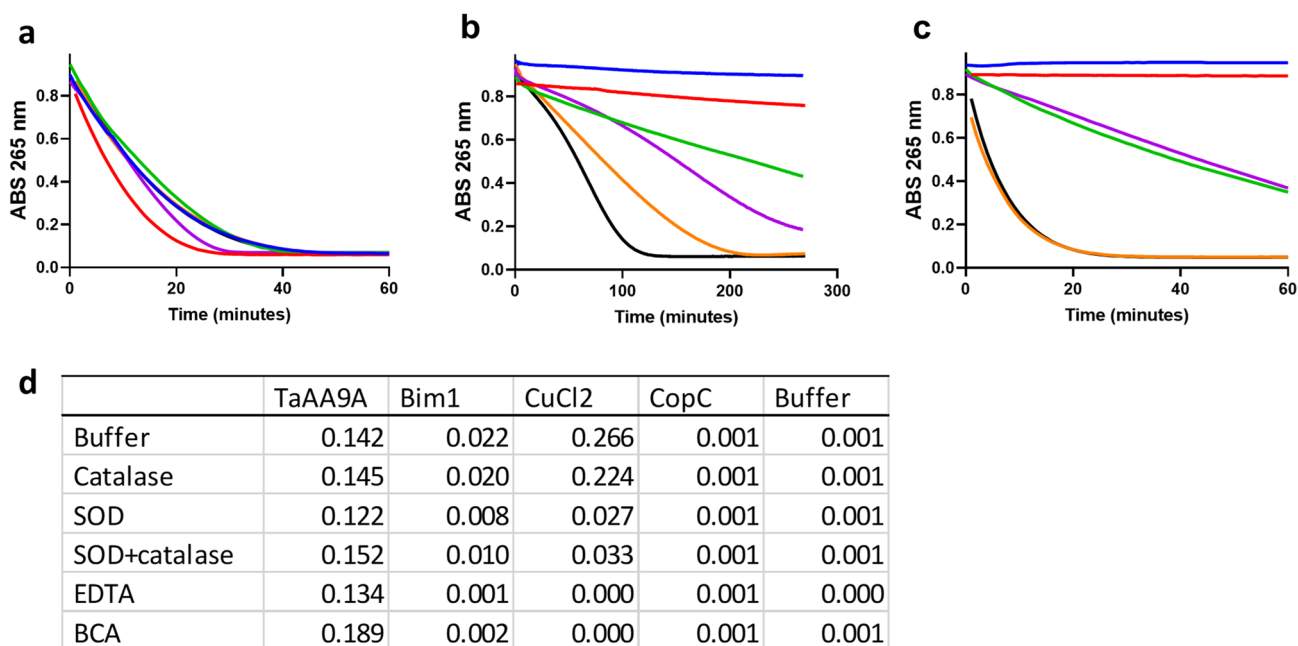 a
b
c
0.8
0.6
0.4
0.2
0.0
ABS 265 nm
0 20 40 60
Time (minutes)
0.8
0.6
0.4
0.2
0.0
ABS 265 nm
0 100 200 300
Time (minutes)
0.8
0.6
0.4
0.2
0.0
ABS 265 nm
0 20 40 60
Time (minutes)
d
TaAA9A Bim1 CuCl2 CopC Buffer
Buffer 0.142 0.022 0.266 0.001 0.001
Catalase 0.145 0.020 0.224 0.001 0.001
SOD 0.122 0.008 0.027 0.001 0.001
SOD+catalase 0.152 0.010 0.033 0.001 0.001
EDTA 0.134 0.001 0.000 0.001 0.000
BCA 0.189 0.002 0.000 0.001 0.001